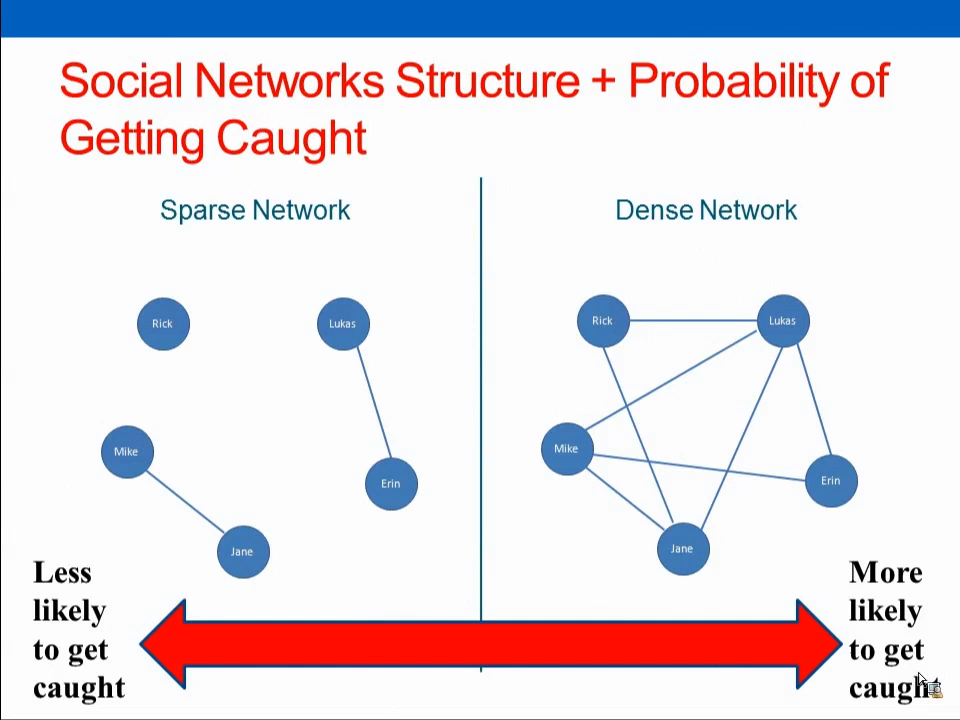 Social Networks Structure + Probability of
Getting Caught
Sparse Network
Dense Network
Rick
Lukas
Mike
Erin
Jane
Rick
Lukas
Mike
Erin
Jane
Less
likely
to get
caught
More
likely
to get
caught